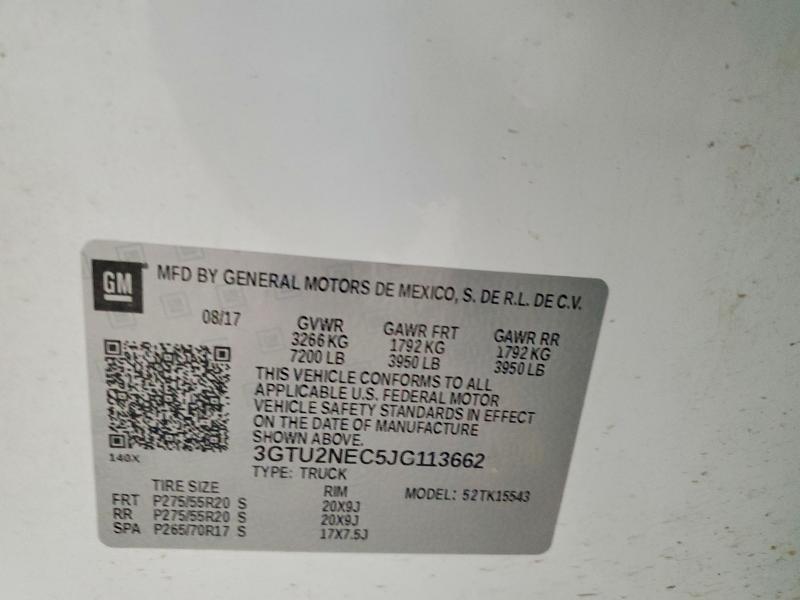 GM MFD BY GENERAL MOTORS DE MEXICO, S. DE R.L. DE C.V.
08/17 GVWR GAWR FRT GAWR RR
3266 KG 1792 KG 1792 KG
7200 LB 3950 LB 3950 LB
THIS VEHICLE CONFORMS TO ALL
APPLICABLE U.S. FEDERAL MOTOR
VEHICLE SAFETY STANDARDS IN EFFECT
ON THE DATE OF MANUFACTURE
SHOWN ABOVE.
140X 3GTU2NEC5JG113662
TYPE: TRUCK
TIRE SIZE RIM MODEL: 52TK15543
FRT P275/55R20 S 20X9J
RR P275/55R20 S 20X9J
SPA P265/70R17 S 17X7.5J